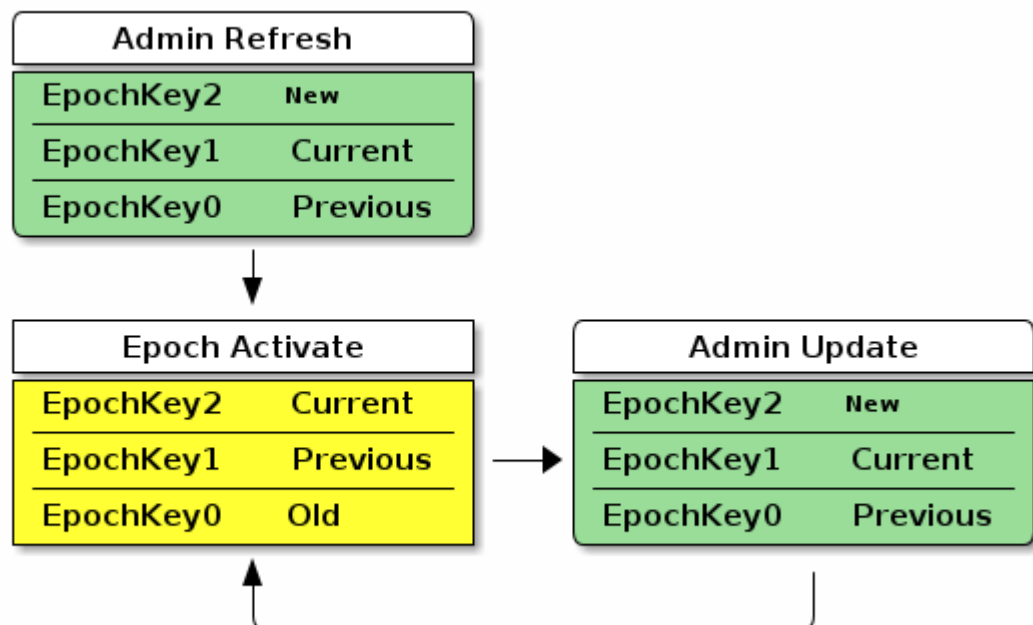 Admin Refresh
EpochKey2 New
EpochKey1 Current
EpochKey0 Previous
Epoch Activate
EpochKey2 Current
EpochKey1 Previous
EpochKey0 Old
Admin Update
EpochKey2 New
EpochKey1 Current
EpochKey0 Previous